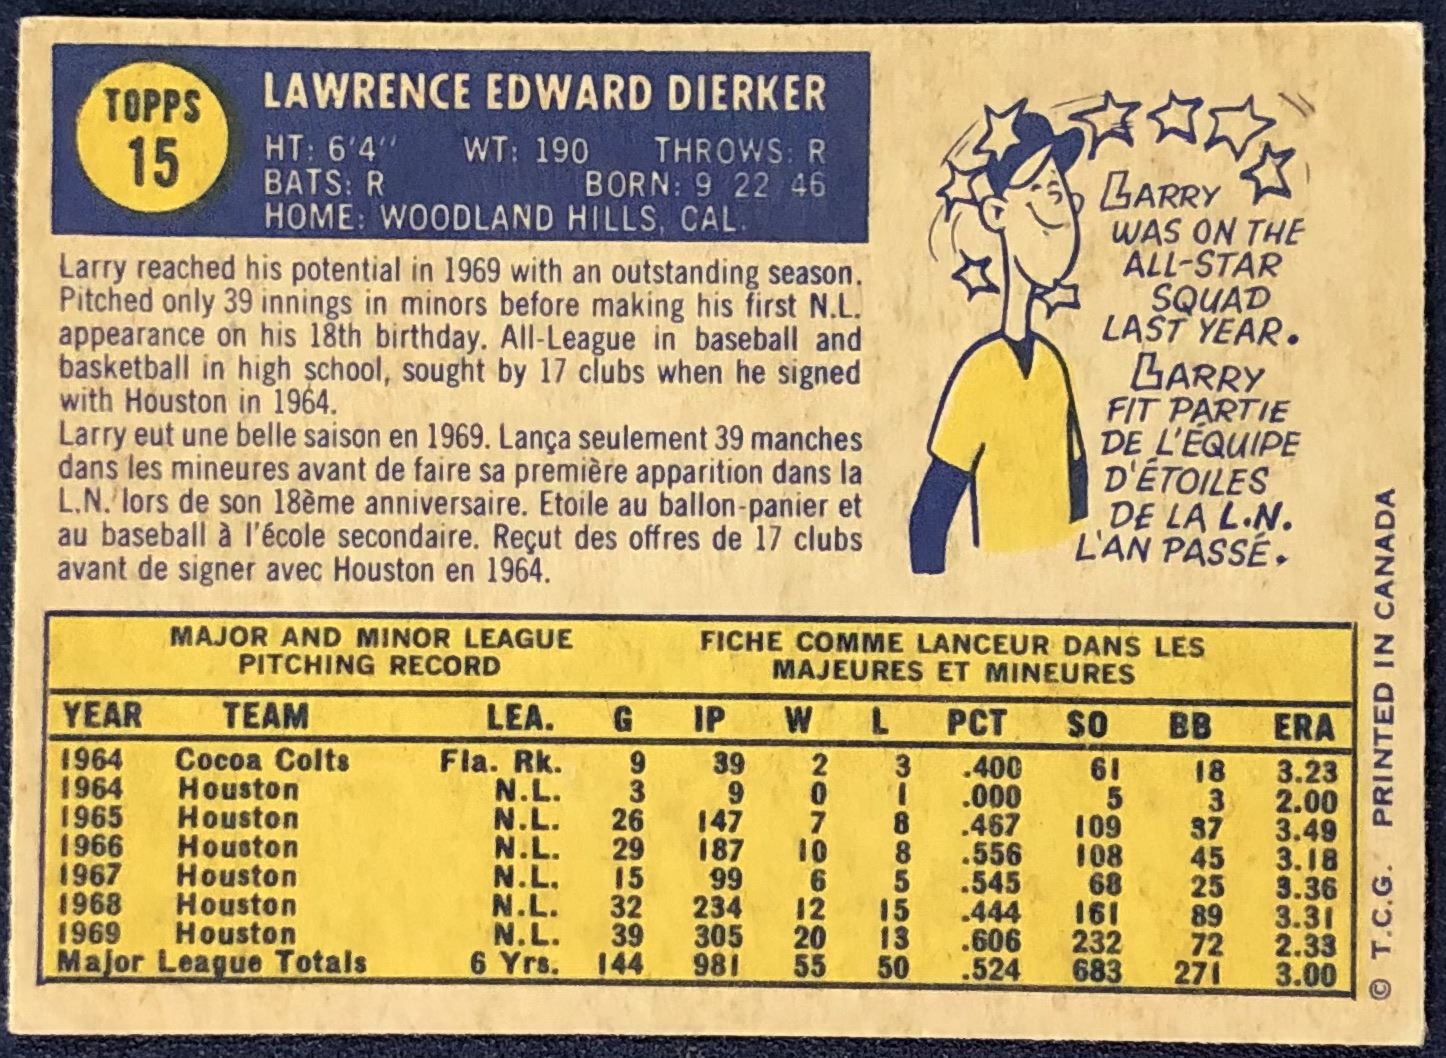 TOPPS
15
LAWRENCE EDWARD DIERKER
HT: 6'4" WT: 190 THROWS: R
BATS: R BORN: 9 22 46
HOME: WOODLAND HILLS, CAL.
Larry reached his potential in 1969 with an outstanding season.
Pitched only 39 innings in minors before making his first N.L.
appearance on his 18th birthday. All-League in baseball and
basketball in high school, sought by 17 clubs when he signed
with Houston in 1964.
Larry eut une belle saison en 1969. Lança seulement 39 manches
dans les mineures avant de faire sa première apparition dans la
L.N. lors de son 18ème anniversaire. Etoile au ballon-panier et
au baseball à l'école secondaire. Reçut des offres de 17 clubs
avant de signer avec Houston en 1964.
LARRY
WAS ON THE
ALL-STAR
SQUAD
LAST YEAR.
LARRY
FIT PARTIE
DE L'ÉQUIPE
D'ÉTOILES
DE LA L.N.
L'AN PASSÉ.
MAJOR AND MINOR LEAGUE
PITCHING RECORD
FICHE COMME LANCEUR DANS LES
MAJEURES ET MINEURES
YEAR TEAM LEA. G IP W L PCT SO BB ERA
1964 Cocoa Colts Fla. Rk. 9 39 2 3 .400 61 18 3.23
1964 Houston N.L. 3 9 0 1 .000 5 3 2.00
1965 Houston N.L. 26 147 7 8 .467 109 37 3.49
1966 Houston N.L. 29 187 10 8 .556 108 45 3.18
1967 Houston N.L. 15 99 6 5 .545 68 25 3.36
1968 Houston N.L. 32 234 12 15 .444 161 89 3.31
1969 Houston N.L. 39 305 20 13 .606 232 72 2.33
Major League Totals 6 Yrs. 144 981 55 50 .524 683 271 3.00
© T.C.G. PRINTED IN CANADA